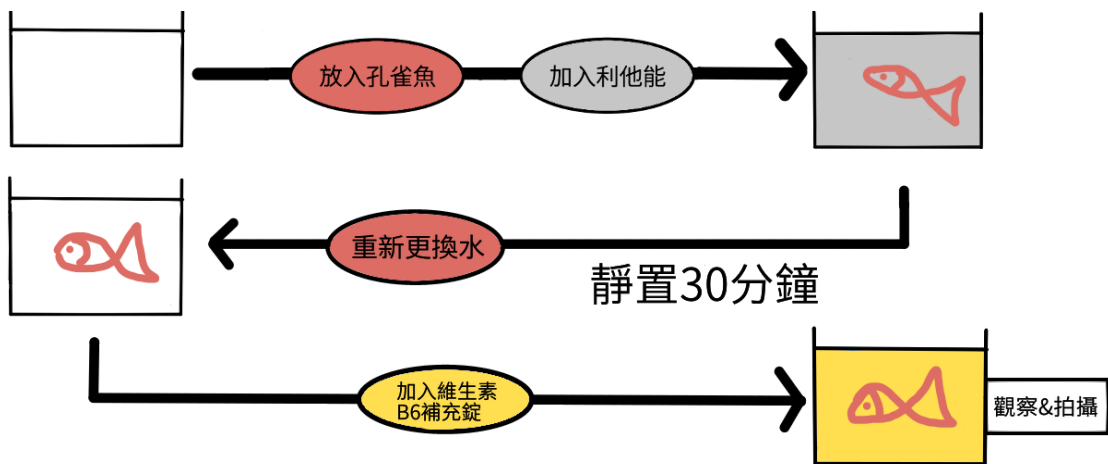 放入孔雀魚
加入利他能
重新更換水
靜置30分鐘
加入維生素
B6補充錠
觀察&拍攝